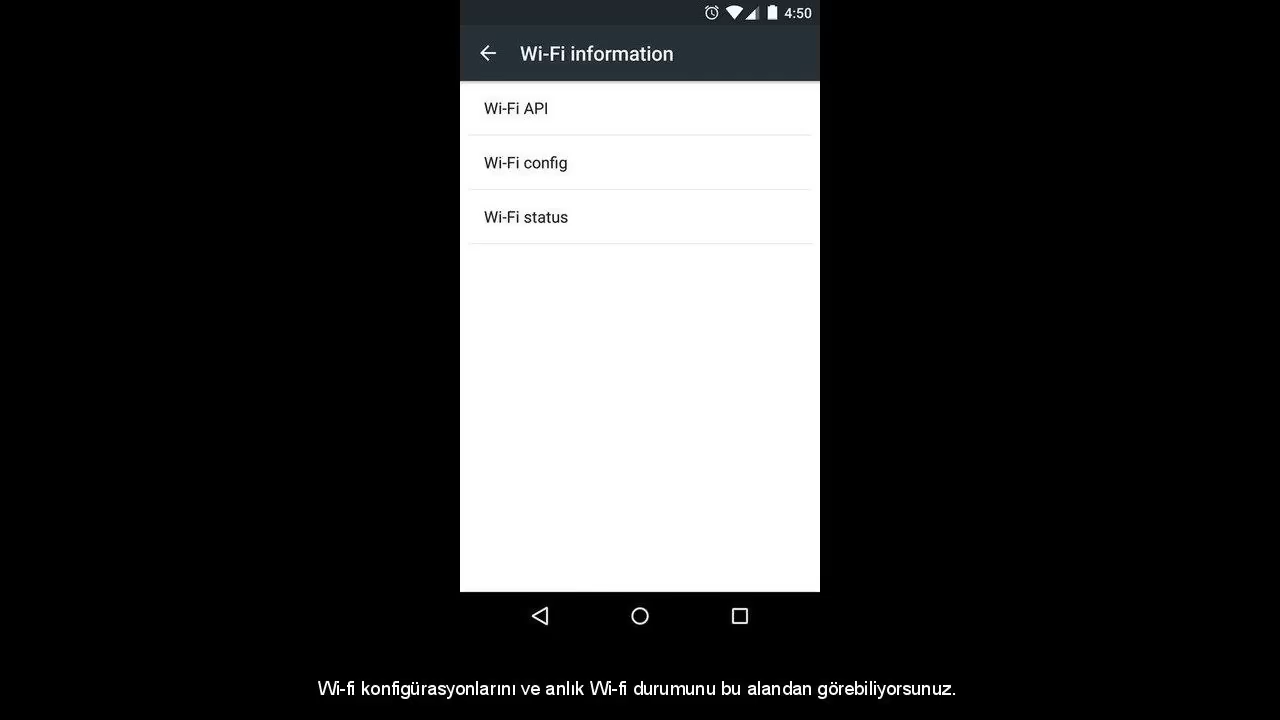 4:50
Wi-Fi information
Wi-Fi API
Wi-Fi config
Wi-Fi status
Wi-fi konfigürasyonlarını ve anlık Wi-fi durumunu bu alandan görebiliyorsunuz.